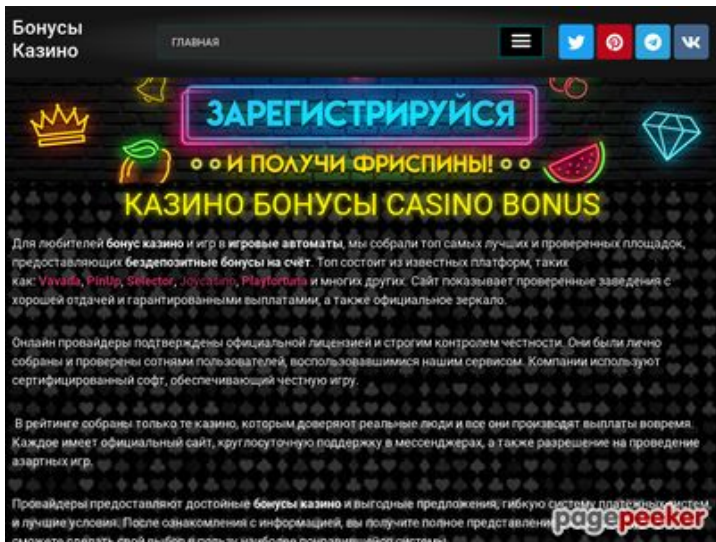 Бонусы
Казино
ГЛАВНАЯ
ЗАРЕГИСТРИРУЙСЯ
И ПОЛУЧИ ФРИСПИНЫ!
КАЗИНО БОНУСЫ CASINO BONUS
Для любителей бонус казино и игр в игровые автоматы, мы собрали топ самых лучших и проверенных площадок,
предоставляющих бездепозитные бонусы на счёт. Топ состоит из известных платформ, таких
как: Vavada, PinUp, Selector, Joycasino, Playfortuna и многих других. Сайт показывает проверенные заведения с
хорошей отдачей и гарантированными выплатами, а также официальное зеркало.
Онлайн провайдеры подтверждены официальной лицензией и строгим контролем честности. Они были лично
собраны и проверены сотнями пользователей, воспользовавшимися нашим сервисом. Компании используют
сертифицированный софт, обеспечивающий честную игру.
В рейтинге собраны только те казино, которым доверяют реальные люди и все они производят выплаты вовремя.
Каждое имеет официальный сайт, круглосуточную поддержку в мессенджерах, а также разрешение на проведение
азартных игр.
Провайдеры предоставляют достойные бонусы казино и выгодные предложения, гибкую систему платежных систем
и лучшие условия. После ознакомления с информацией, вы получите полное представление
pagepeeker